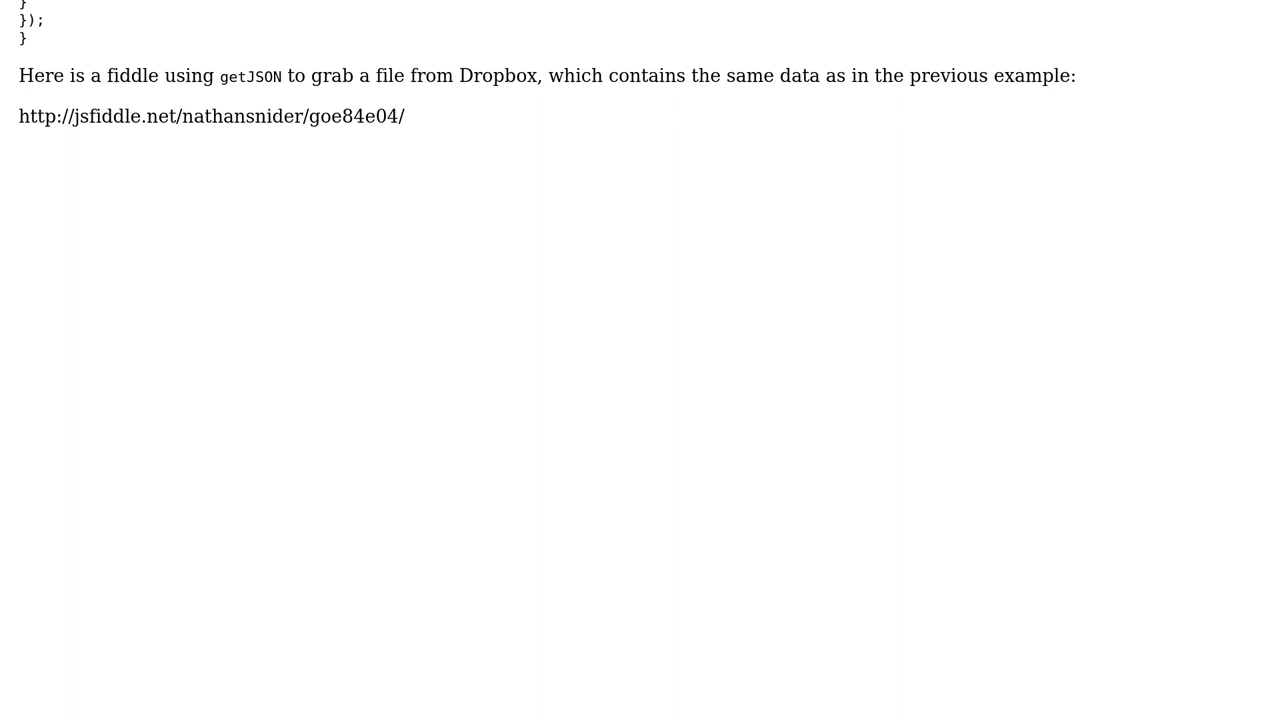 }
});
}
Here is a fiddle using getJSON to grab a file from Dropbox, which contains the same data as in the previous example:
http://jsfiddle.net/nathansnider/goe84e04/